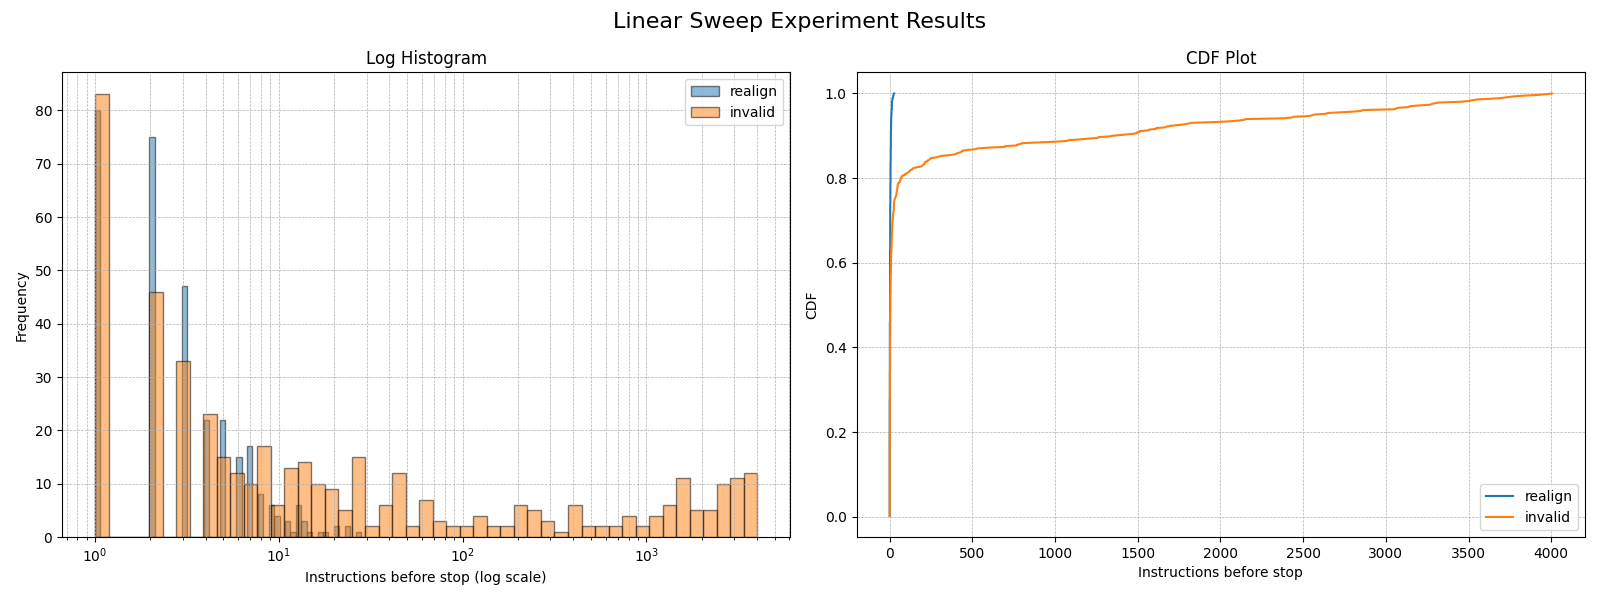 Linear Sweep Experiment Results
Log Histogram
realign
invalid
Frequency
80
70
60
50
40
30
20
10
0
10⁰
10¹
10²
10³
Instructions before stop (log scale)
CDF Plot
CDF
1.0
0.8
0.6
0.4
0.2
0.0
realign
invalid
0
500
1000
1500
2000
2500
3000
3500
4000
Instructions before stop